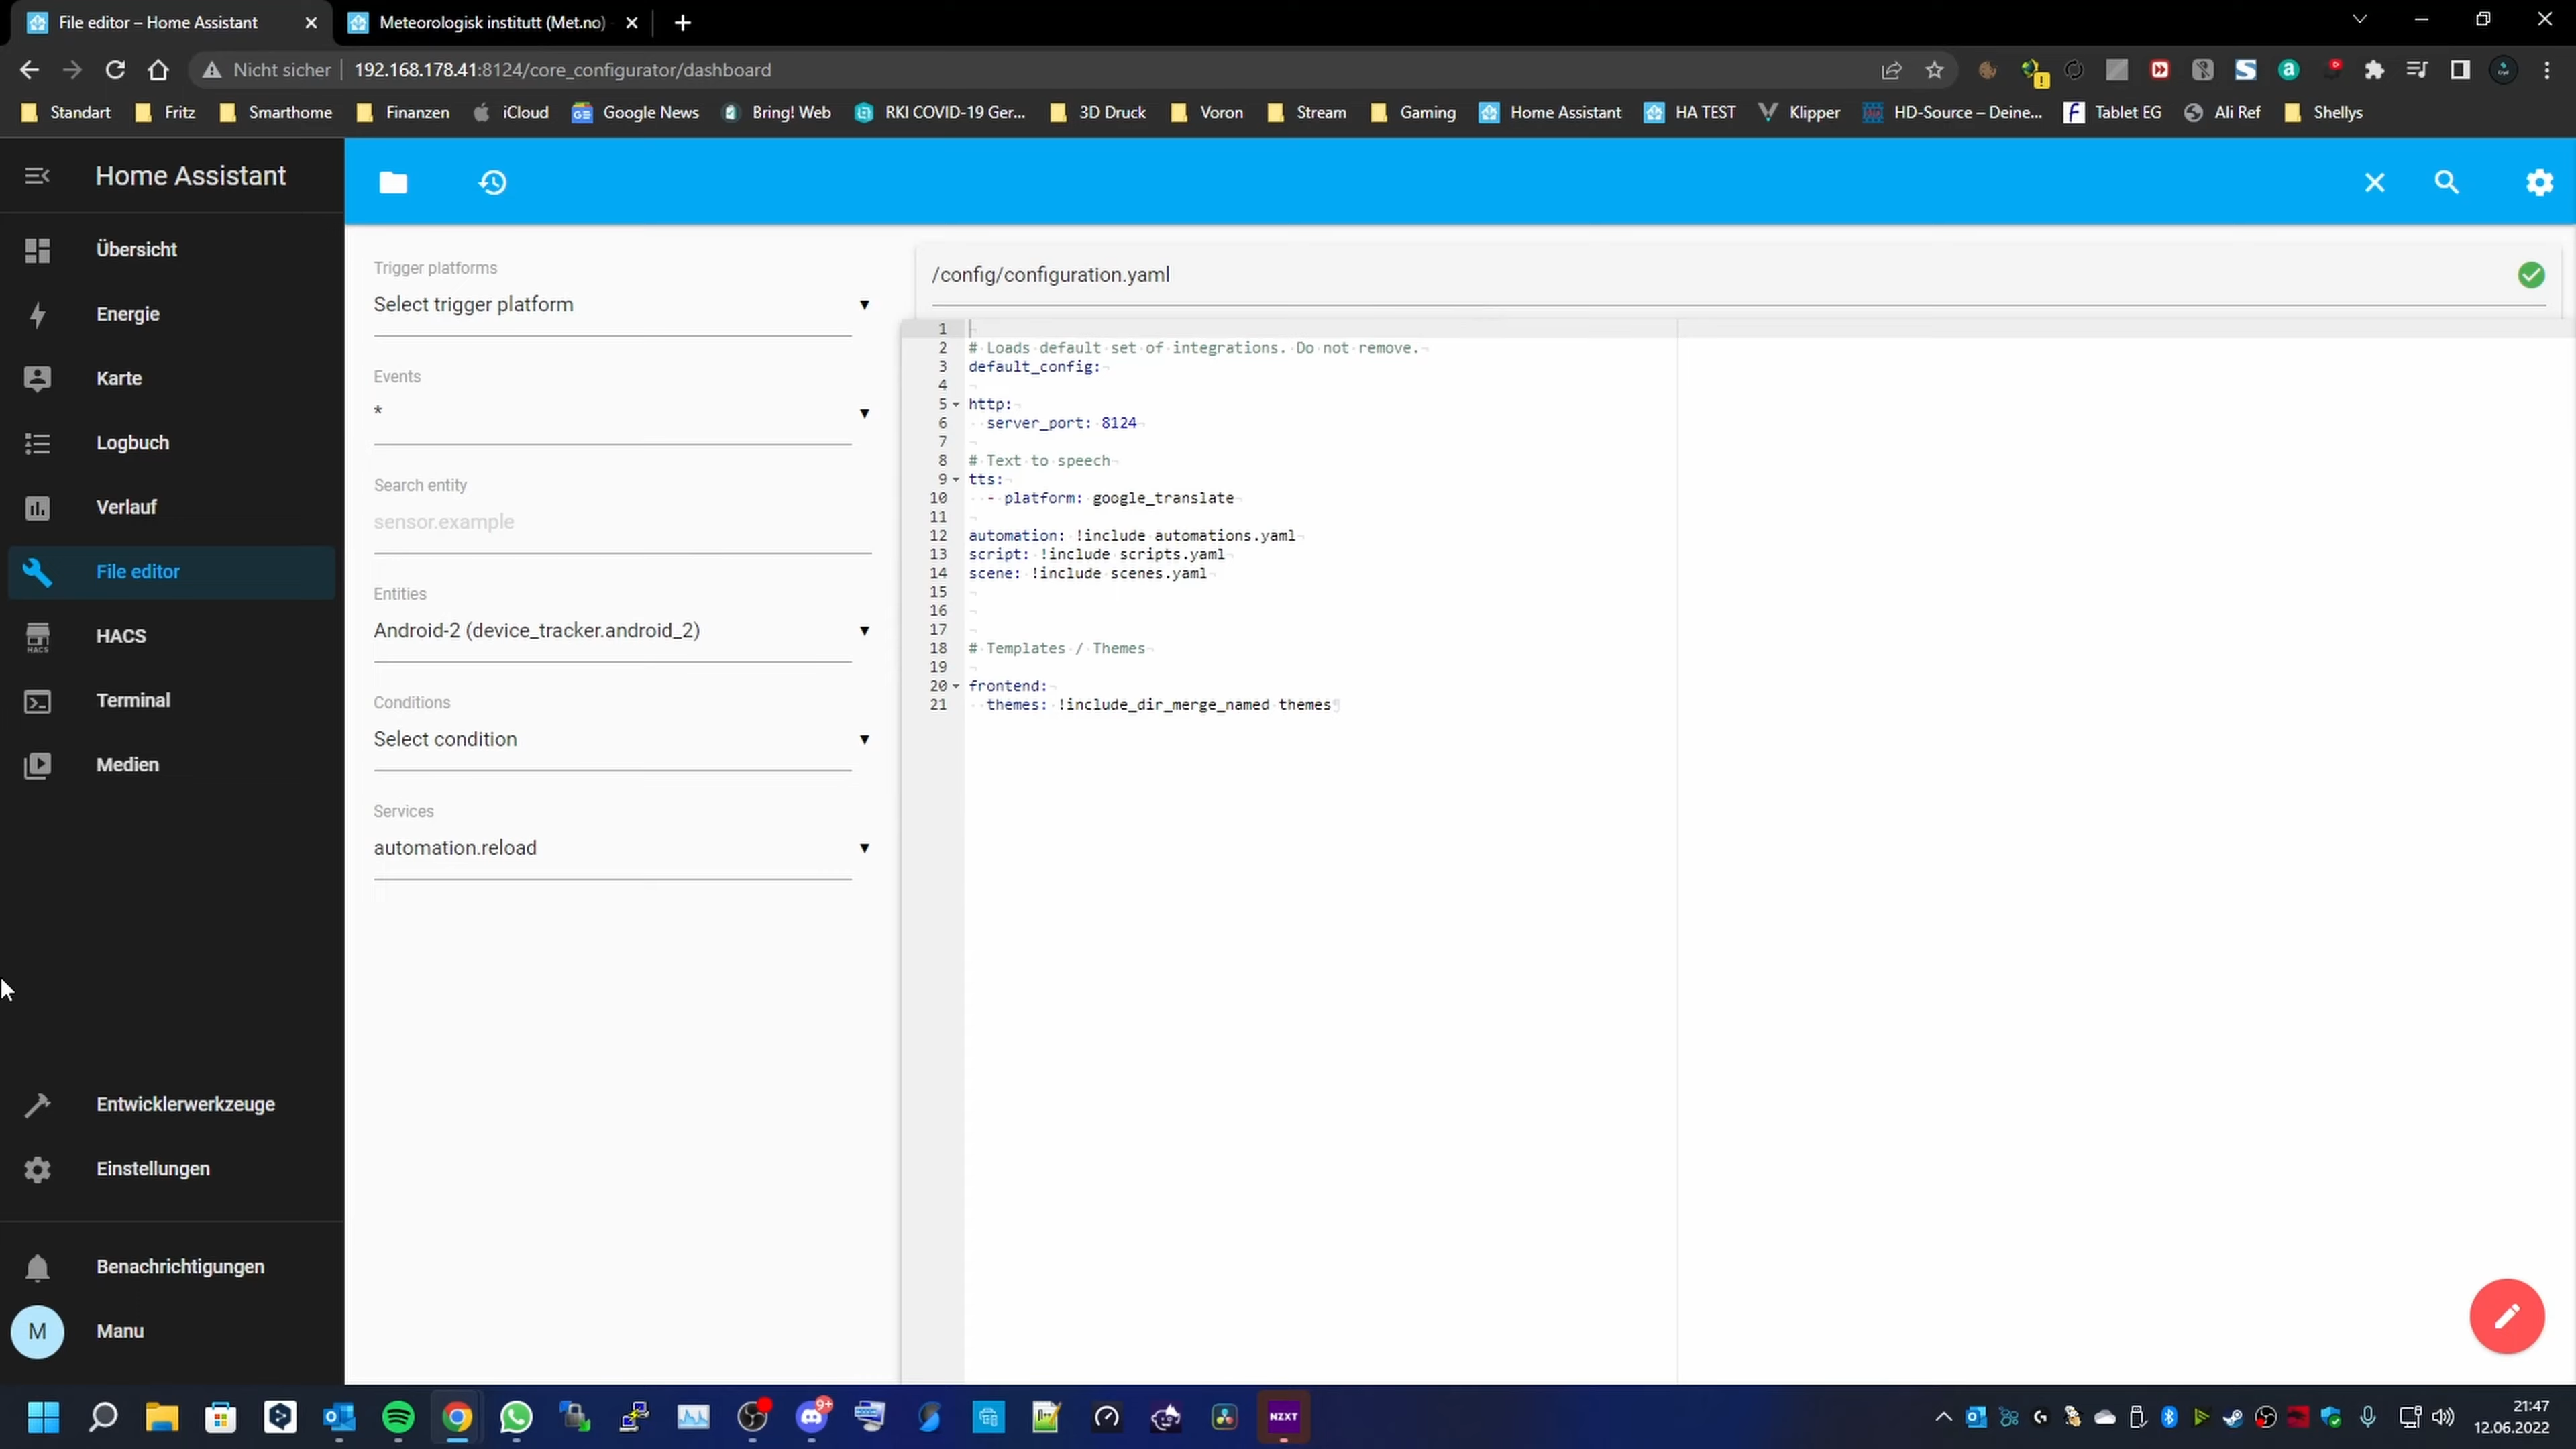 File editor – Home Assistant
Meteorologisk institutt (Met.no)
Nicht sicher
192.168.178.41:8124/core_configurator/dashboard
Standart
Fritz
Smarthome
Finanzen
iCloud
Google News
Bring! Web
RKI COVID-19 Ger...
3D Druck
Voron
Stream
Gaming
Home Assistant
HA TEST
Klipper
HD-Source – Deine...
Tablet EG
Ali Ref
Shellys
Home Assistant
Übersicht
Energie
Karte
Logbuch
Verlauf
File editor
HACS
HACS
Terminal
Medien
Entwicklerwerkzeuge
Einstellungen
Benachrichtigungen
M
Manu
Trigger platforms
Select trigger platform
Events
*
Search entity
sensor.example
Entities
Android-2 (device_tracker.android_2)
Conditions
Select condition
Services
automation.reload
/config/configuration.yaml
1
2 # Loads default set of integrations. Do not remove.
3 default_config:
4
5 http:
6   server_port: 8124
7
8 # Text to speech
9 tts:
10   - platform: google_translate
11
12 automation: !include automations.yaml
13 script: !include scripts.yaml
14 scene: !include scenes.yaml
15
16
17
18 # Templates / Themes
19
20 frontend:
21   themes: !include_dir_merge_named themes
9+
NZXT
21:47
12.06.2022